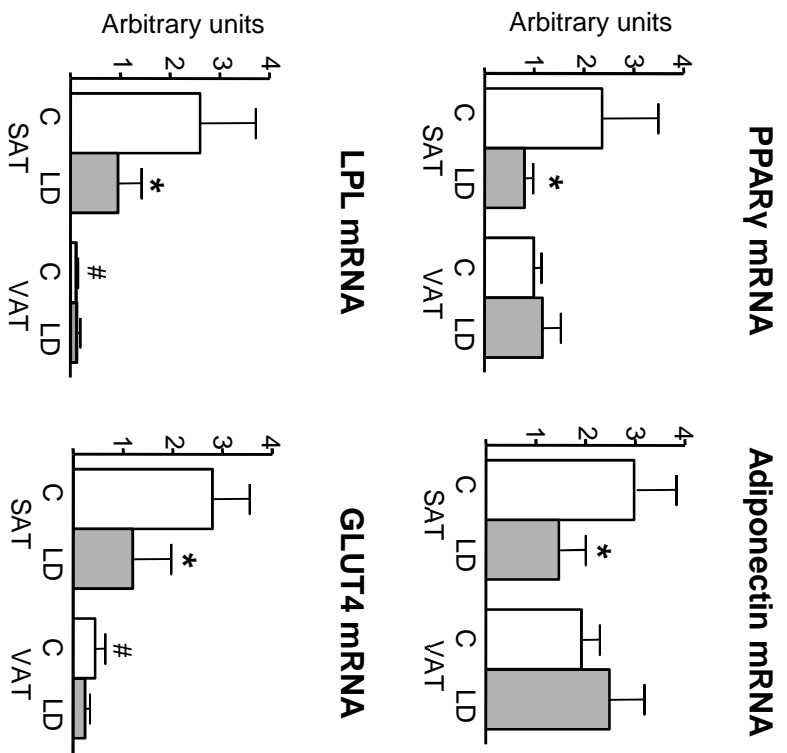 PPARγ mRNA
Arbitrary units
4
3
2
1
C LD C LD
SAT VAT
*
Adiponectin mRNA
4
3
2
1
C LD C LD
SAT VAT
*
LPL mRNA
Arbitrary units
4
3
2
1
C LD C LD
SAT VAT
* #
GLUT4 mRNA
4
3
2
1
C LD C LD
SAT VAT
* #